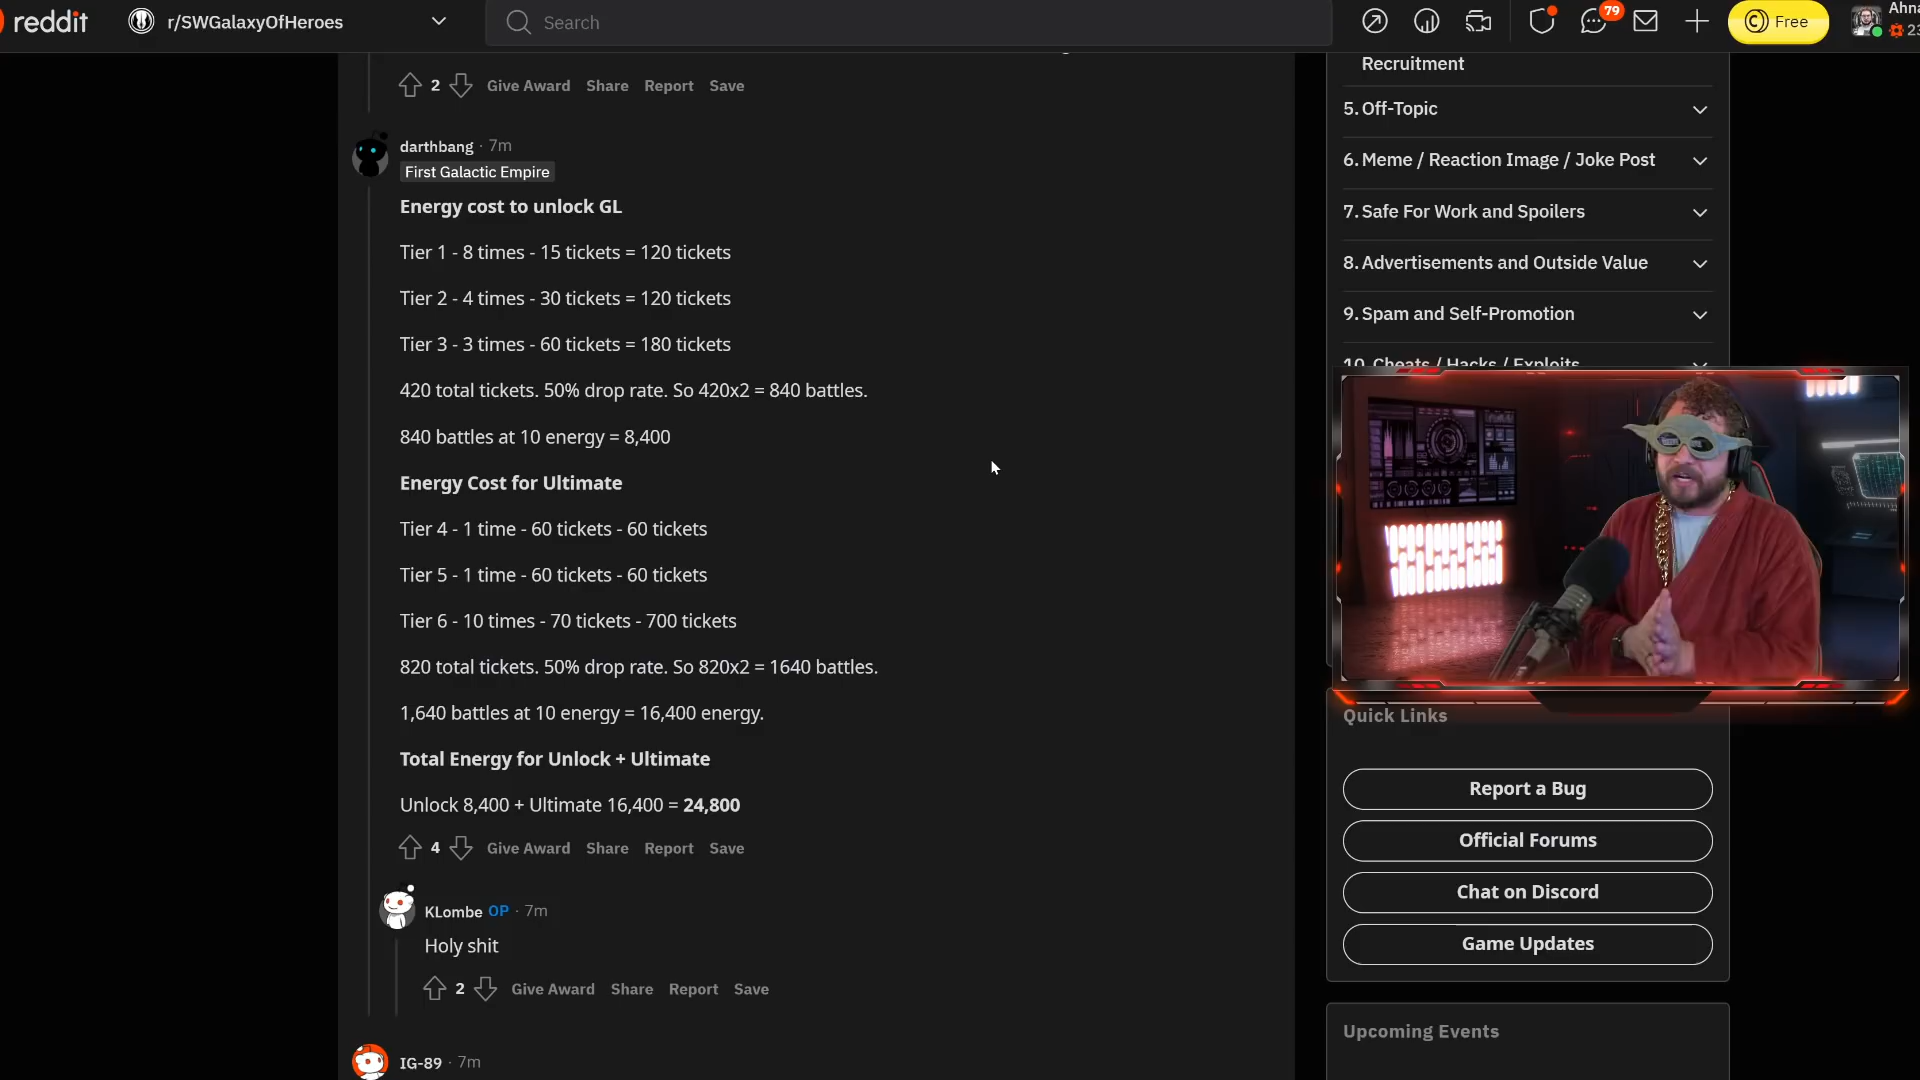 reddit
r/SWGalaxyOfHeroes
Search
79
Free
2
Give Award Share Report Save
darthbang · 7m
First Galactic Empire
Energy cost to unlock GL
Tier 1 - 8 times - 15 tickets = 120 tickets
Tier 2 - 4 times - 30 tickets = 120 tickets
Tier 3 - 3 times - 60 tickets = 180 tickets
420 total tickets. 50% drop rate. So 420x2 = 840 battles.
840 battles at 10 energy = 8,400
Energy Cost for Ultimate
Tier 4 - 1 time - 60 tickets - 60 tickets
Tier 5 - 1 time - 60 tickets - 60 tickets
Tier 6 - 10 times - 70 tickets - 700 tickets
820 total tickets. 50% drop rate. So 820x2 = 1640 battles.
1,640 battles at 10 energy = 16,400 energy.
Total Energy for Unlock + Ultimate
Unlock 8,400 + Ultimate 16,400 = 24,800
4 Give Award Share Report Save
KLombe OP · 7m
Holy shit
2 Give Award Share Report Save
IG-89 · 7m
Recruitment
5. Off-Topic
6. Meme / Reaction Image / Joke Post
7. Safe For Work and Spoilers
8. Advertisements and Outside Value
9. Spam and Self-Promotion
10. Cheats / Hacks / Exploits
Quick Links
Report a Bug
Official Forums
Chat on Discord
Game Updates
Upcoming Events